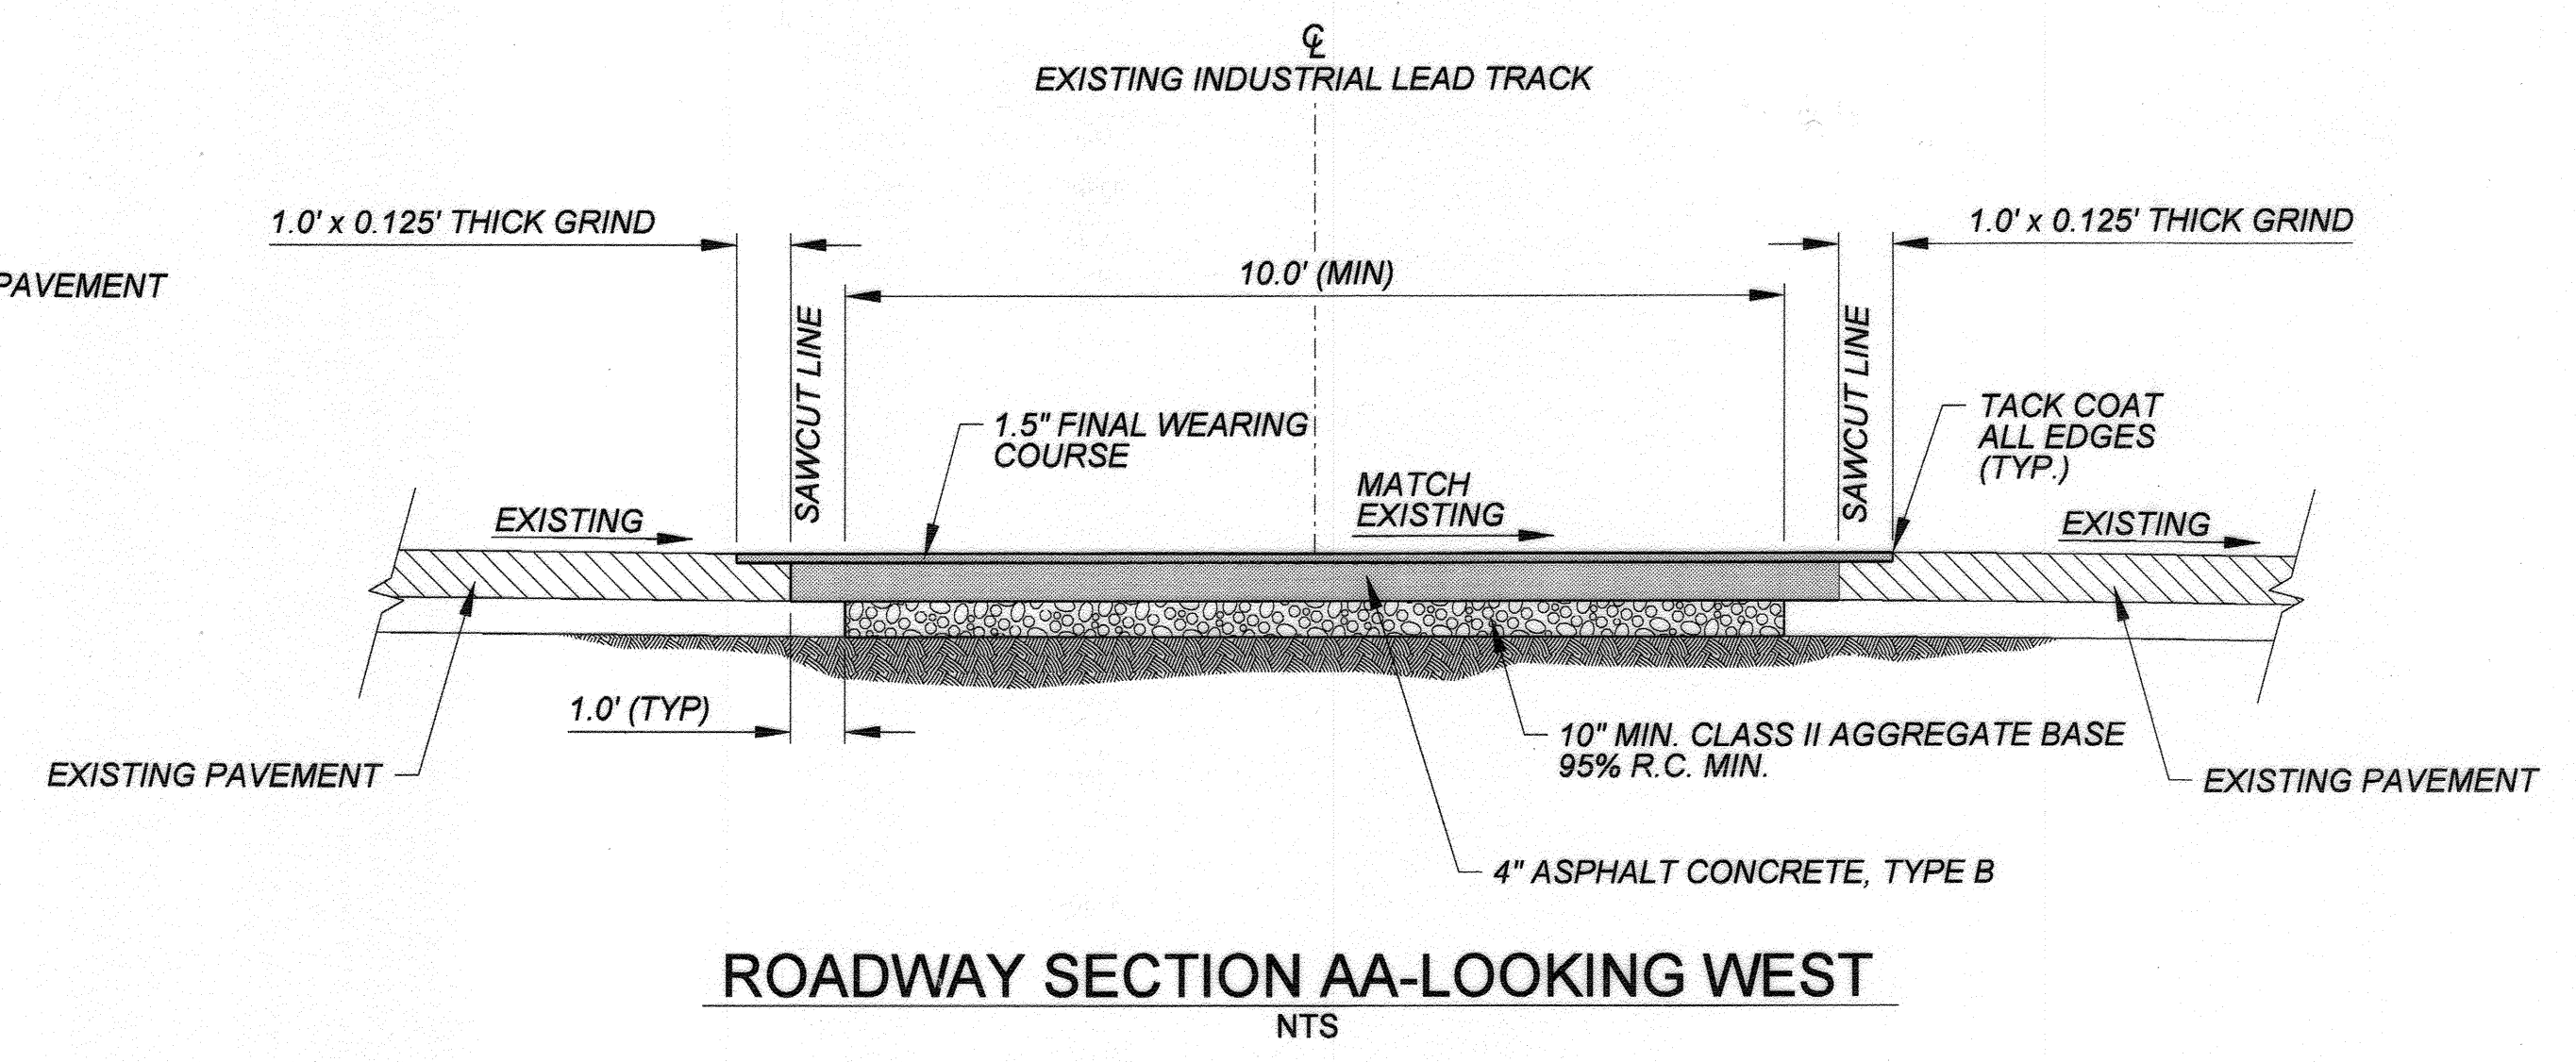 ℄
EXISTING INDUSTRIAL LEAD TRACK
1.0' x 0.125' THICK GRIND
1.0' x 0.125' THICK GRIND
PAVEMENT
10.0' (MIN)
SAWCUT LINE
SAWCUT LINE
1.5" FINAL WEARING
COURSE
TACK COAT
ALL EDGES
(TYP.)
MATCH
EXISTING
EXISTING
EXISTING
1.0' (TYP)
10" MIN. CLASS II AGGREGATE BASE
95% R.C. MIN.
EXISTING PAVEMENT
EXISTING PAVEMENT
4" ASPHALT CONCRETE, TYPE B
ROADWAY SECTION AA-LOOKING WEST
NTS